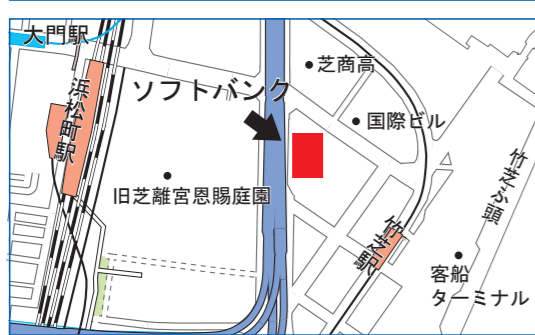 大門駅
浜松町駅
ソフトバンク
芝商高
国際ビル
旧芝離宮恩賜庭園
竹芝駅
竹芝ふ頭
客船
ターミナル